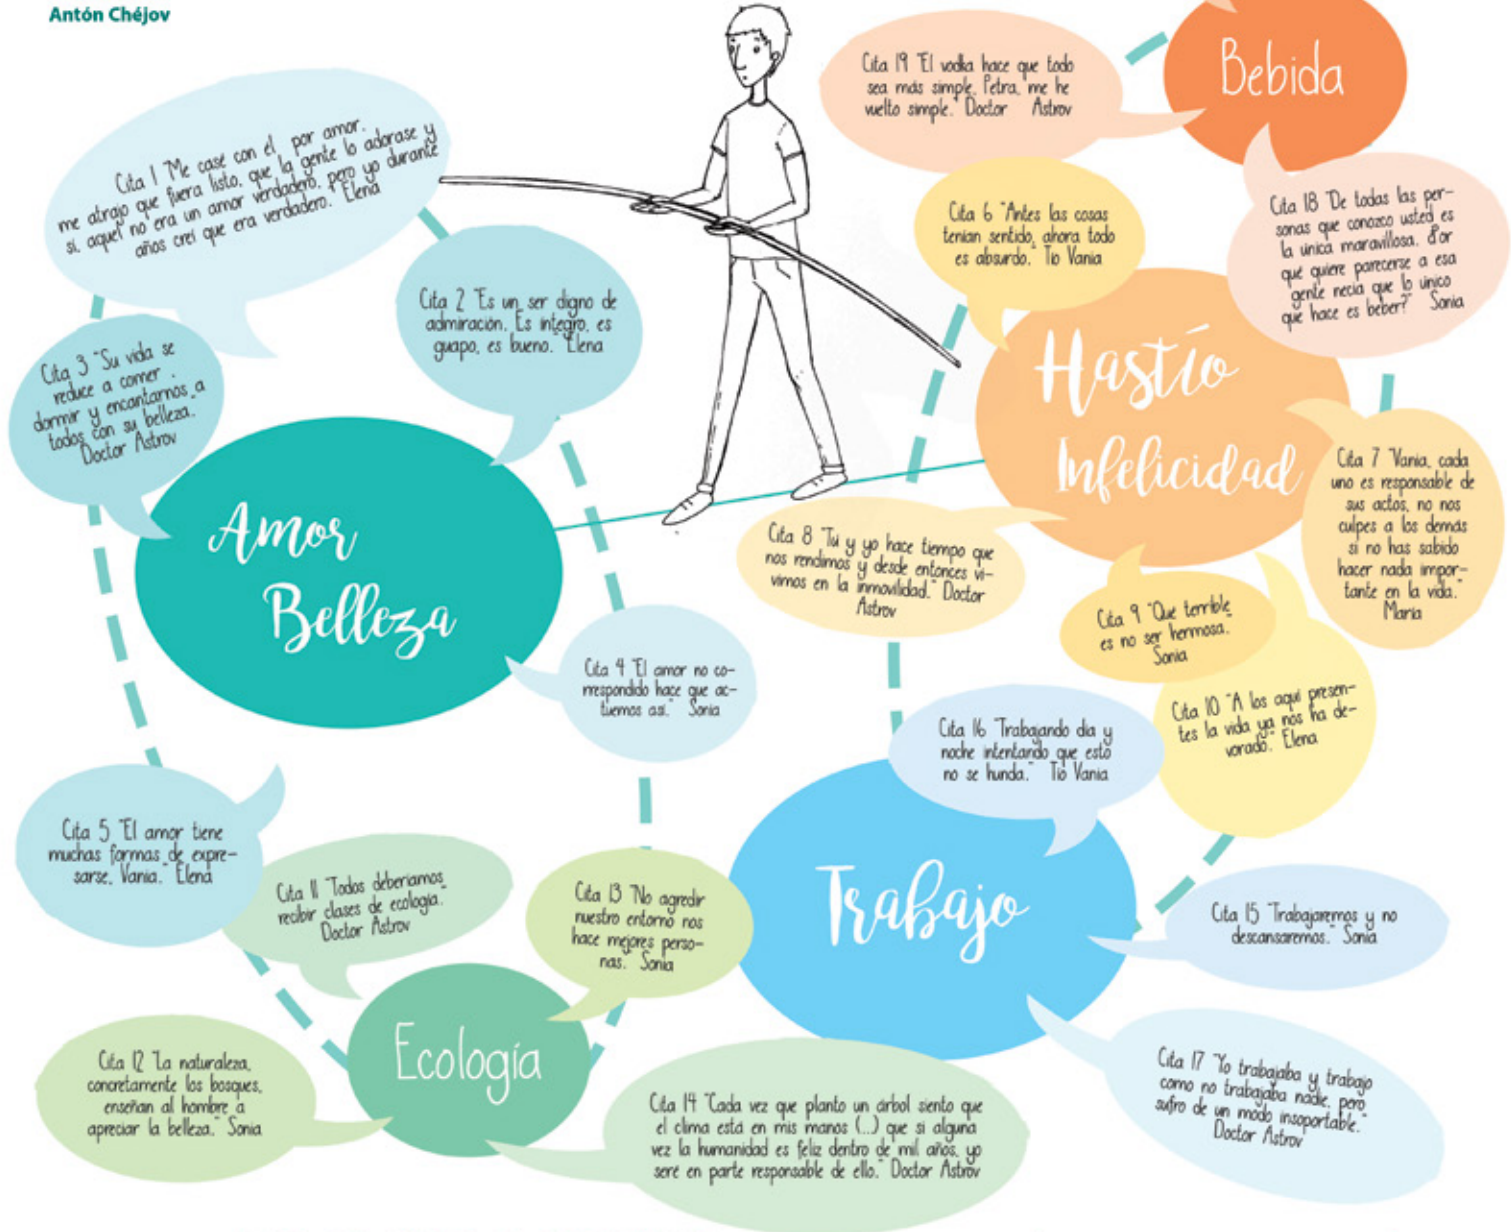 Antón Chéjov
Cita 1 "Me casé con él por amor.
me atrajo que fuera listo, que la gente lo adorase y
sí, aquel no era un amor verdadero, pero yo durante
años creí que era verdadero." Elena
Cita 2 "Es un ser digno de
admiración. Es íntegro, es
guapo, es bueno." Elena
Cita 3 "Su vida se
reduce a comer ,
dormir y encantarnos a
todos con su belleza.
Doctor Astrov
Amor
Belleza
Cita 4 "El amor no co-
rrespondido hace que ac-
tuemos así." Sonia
Cita 5 "El amor tiene
muchas formas de expre-
sarse, Vania." Elena
Cita 19 "El vodka hace que todo
sea más simple, Petra, me he
vuelto simple." Doctor Astrov
Bebida
Cita 18 "De todas las per-
sonas que conozco usted es
la única maravillosa. ¿Por
qué quiere parecerse a esa
gente necia que lo único
que hace es beber?" Sonia
Cita 6 "Antes las cosas
tenían sentido, ahora todo
es absurdo." Tío Vania
Hastío
Infelicidad
Cita 7 "Vania, cada
uno es responsable de
sus actos, no nos
culpes a los demás
si no has sabido
hacer nada impor-
tante en la vida."
María
Cita 8 "Tú y yo hace tiempo que
nos rendimos y desde entonces vi-
vimos en la inmovilidad." Doctor
Astrov
Cita 9 "Qué terrible
es no ser hermosa.
Sonia
Cita 10 "A los aquí presen-
tes la vida ya nos ha de-
vorado." Elena
Cita 16 "Trabajando día y
noche intentando que esto
no se hunda." Tío Vania
Trabajo
Cita 15 "Trabajaremos y no
descansaremos." Sonia
Cita 17 "Yo trabajaba y trabajo
como no trabajaba nadie, pero
sufro de un modo insoportable."
Doctor Astrov
Cita 11 "Todos deberíamos
recibir clases de ecología."
Doctor Astrov
Cita 13 "No agredir
nuestro entorno nos
hace mejores perso-
nas." Sonia
Ecología
Cita 12 "La naturaleza,
concretamente los bosques,
enseñan al hombre a
apreciar la belleza." Sonia
Cita 14 "Cada vez que planto un árbol siento que
el clima está en mis manos (...) que si alguna
vez la humanidad es feliz dentro de mil años, yo
seré en parte responsable de ello." Doctor Astrov